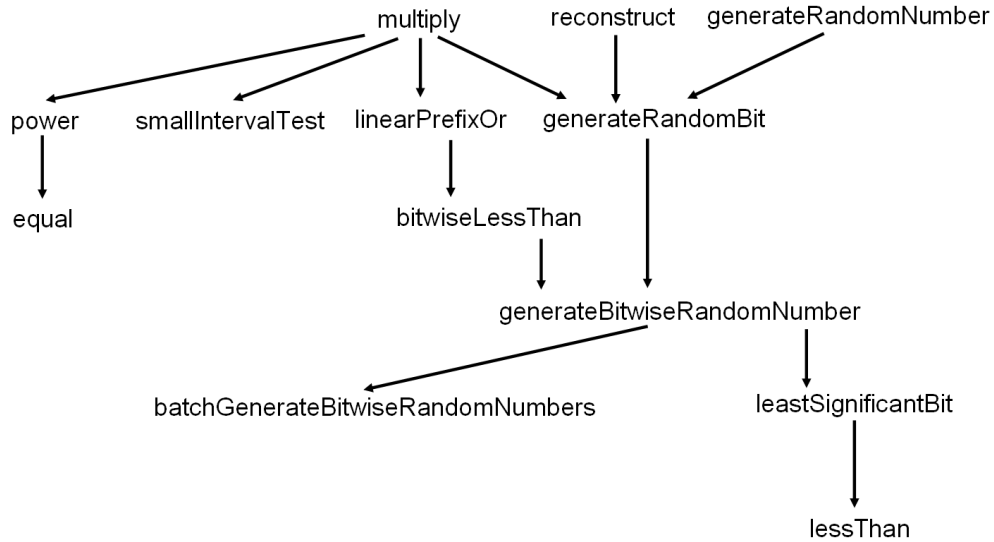 multiply
reconstruct
generateRandomNumber
power
smallIntervalTest
linearPrefixOr
generateRandomBit
equal
bitwiseLessThan
generateBitwiseRandomNumber
batchGenerateBitwiseRandomNumbers
leastSignificantBit
lessThan